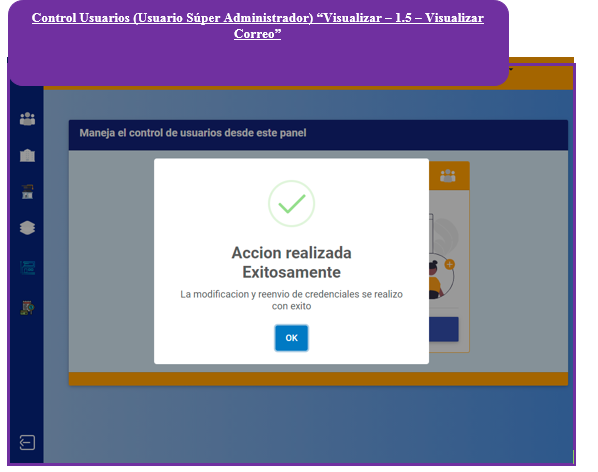 Control Usuarios (Usuario Súper Administrador) “Visualizar – 1.5 – Visualizar
Correo”
Maneja el control de usuarios desde este panel
Accion realizada
Exitosamente
La modificacion y reenvio de credenciales se realizo
con exito
OK